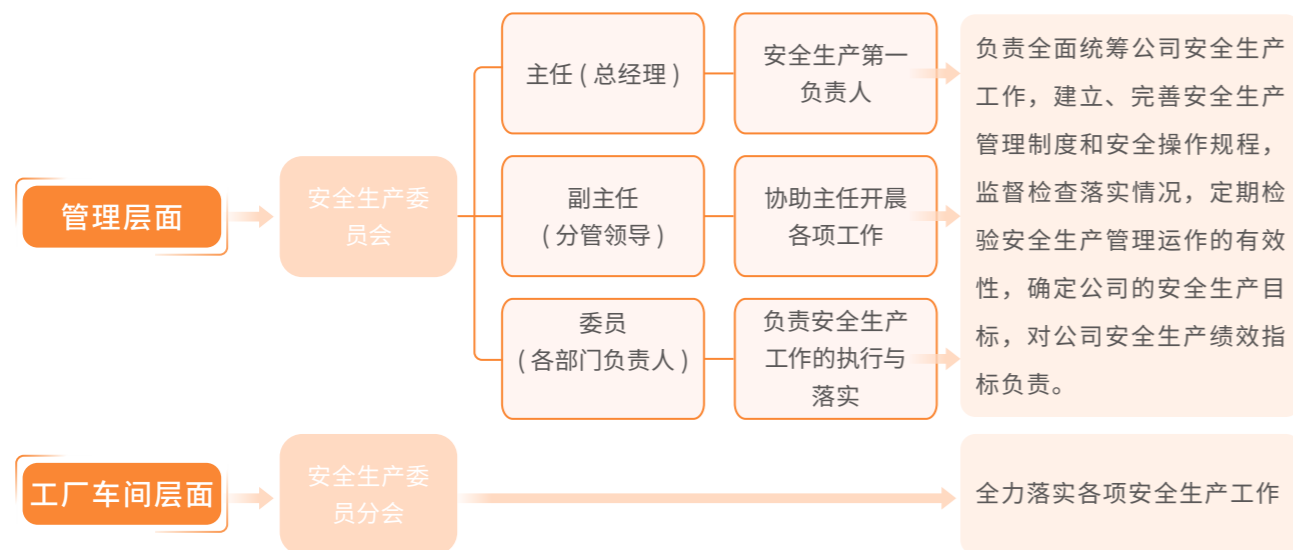 管理层面
安全生产委
员会
主任 ( 总经理 )
安全生产第一
负责人
副主任
( 分管领导 )
协助主任开晨
各项工作
委员
( 各部门负责人 )
负责安全生产
工作的执行与
落实
负责全面统筹公司安全生产
工作，建立、完善安全生产
管理制度和安全操作规程，
监督检查落实情况，定期检
验安全生产管理运作的有效
性，确定公司的安全生产目
标，对公司安全生产绩效指
标负责。
工厂车间层面
安全生产委
员分会
全力落实各项安全生产工作